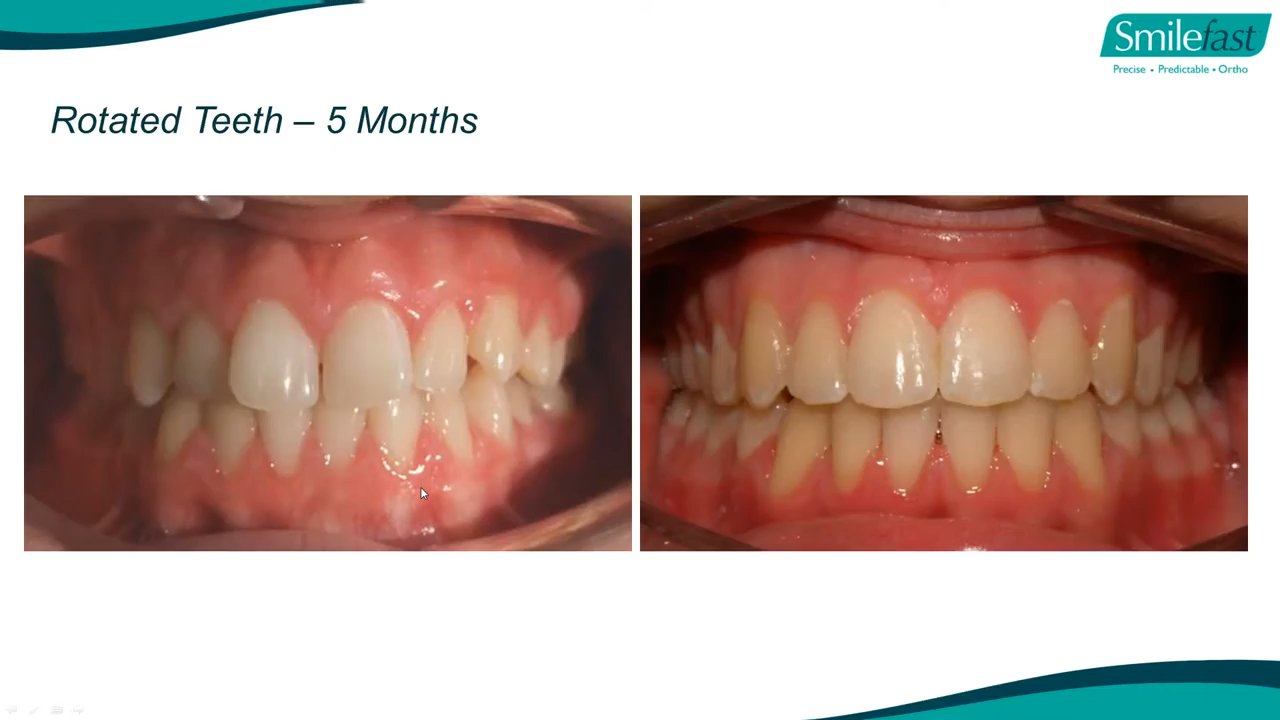 Smilefast
Precise • Predictable • Ortho
Rotated Teeth – 5 Months